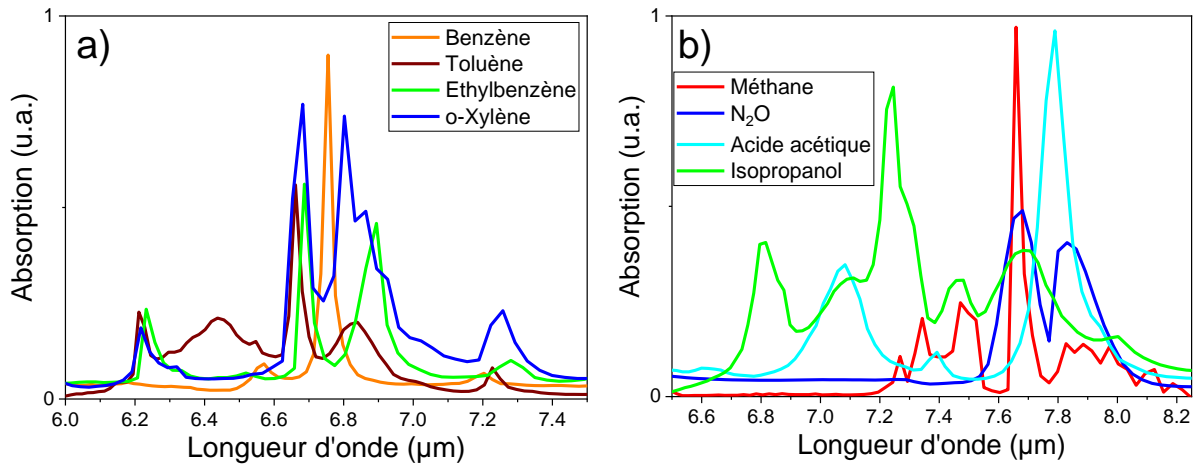 a)
1
0
Absorption (u.a.)
6.0 6.2 6.4 6.6 6.8 7.0 7.2 7.4
Longueur d'onde (µm)
Benzène
Toluène
Ethylbenzène
o-Xylène
b)
1
0
Absorption (u.a.)
6.6 6.8 7.0 7.2 7.4 7.6 7.8 8.0 8.2
Longueur d'onde (µm)
Méthane
N₂O
Acide acétique
Isopropanol